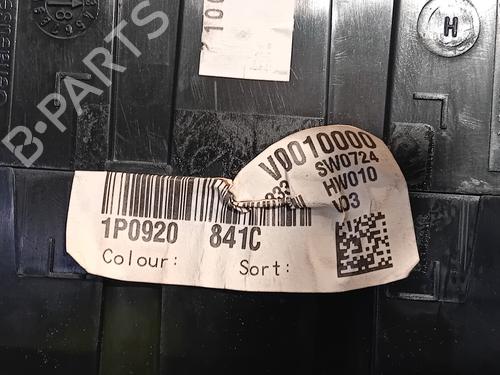 B-PARTS
H
V0010000
SW0724
HW010
1P0920 841C
Colour: Sort: